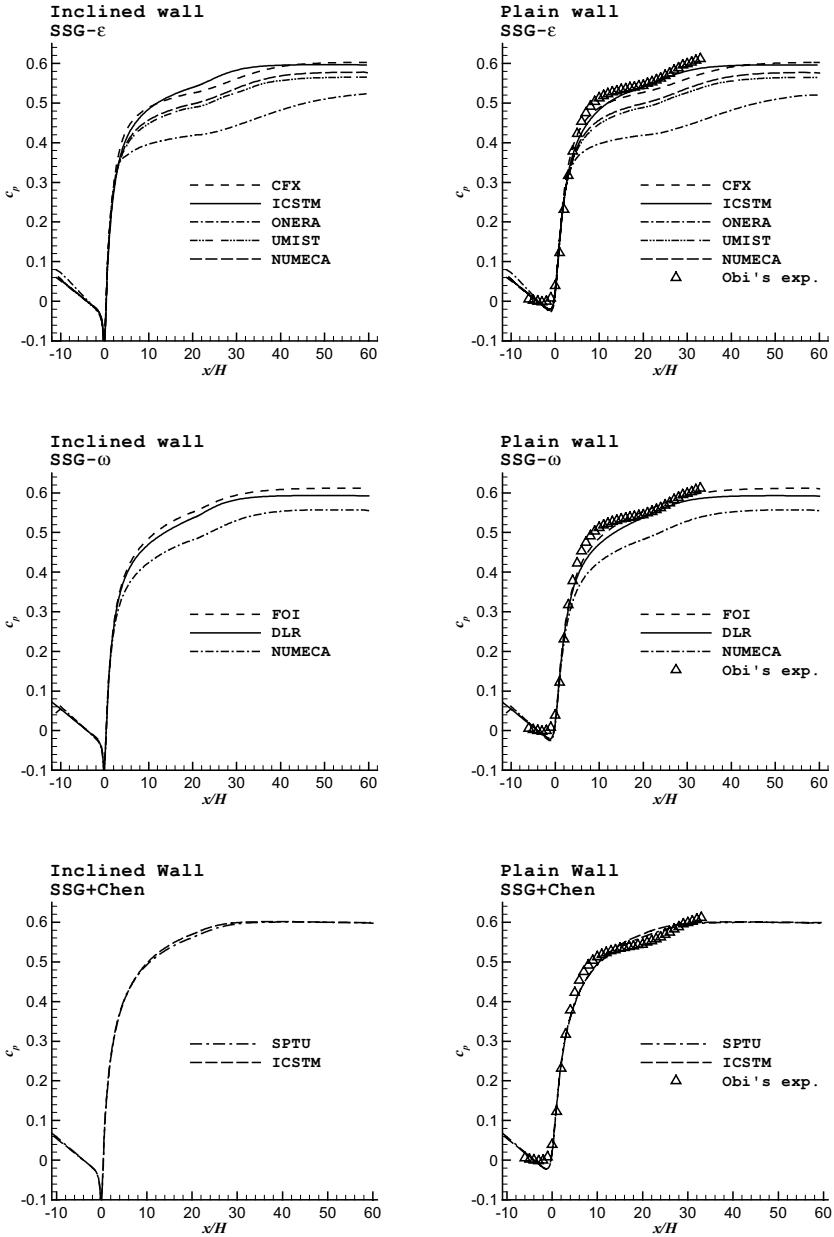 Inclined wall
SSG-ε
0.6
0.5
0.4
0.3
0.2
0.1
0
-0.1
c_p
-10 0 10 20 30 40 50 60
x/H
CFX
ICSTM
ONERA
UMIST
NUMECA
Plain wall
SSG-ε
0.6
0.5
0.4
0.3
0.2
0.1
0
-0.1
c_p
-10 0 10 20 30 40 50 60
x/H
CFX
ICSTM
ONERA
UMIST
NUMECA
Obi's exp.
Inclined wall
SSG-ω
0.6
0.5
0.4
0.3
0.2
0.1
0
-0.1
c_p
-10 0 10 20 30 40 50 60
x/H
FOI
DLR
NUMECA
Plain wall
SSG-ω
0.6
0.5
0.4
0.3
0.2
0.1
0
-0.1
c_p
-10 0 10 20 30 40 50 60
x/H
FOI
DLR
NUMECA
Obi's exp.
Inclined Wall
SSG+Chen
0.6
0.5
0.4
0.3
0.2
0.1
0
-0.1
c_p
-10 0 10 20 30 40 50 60
x/H
SPTU
ICSTM
Plain Wall
SSG+Chen
0.6
0.5
0.4
0.3
0.2
0.1
0
-0.1
c_p
-10 0 10 20 30 40 50 60
x/H
SPTU
ICSTM
Obi's exp.